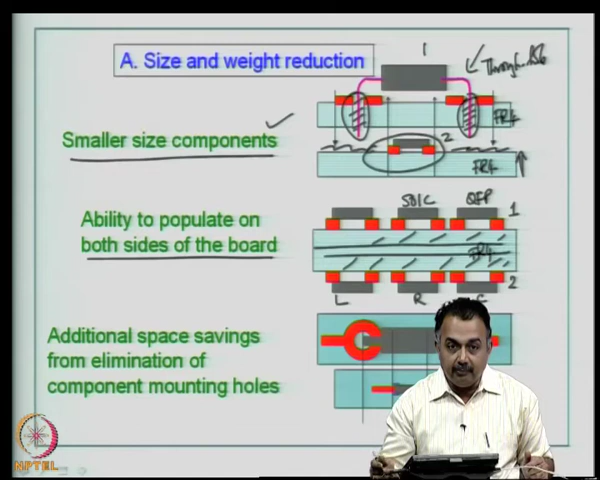 A. Size and weight reduction
1
Through
FR4
Smaller size components
2
FR4
Ability to populate on
both sides of the board
SOIC
QFP
1
FR4
2
L
R
C
Additional space savings
from elimination of
component mounting holes
NPTEL